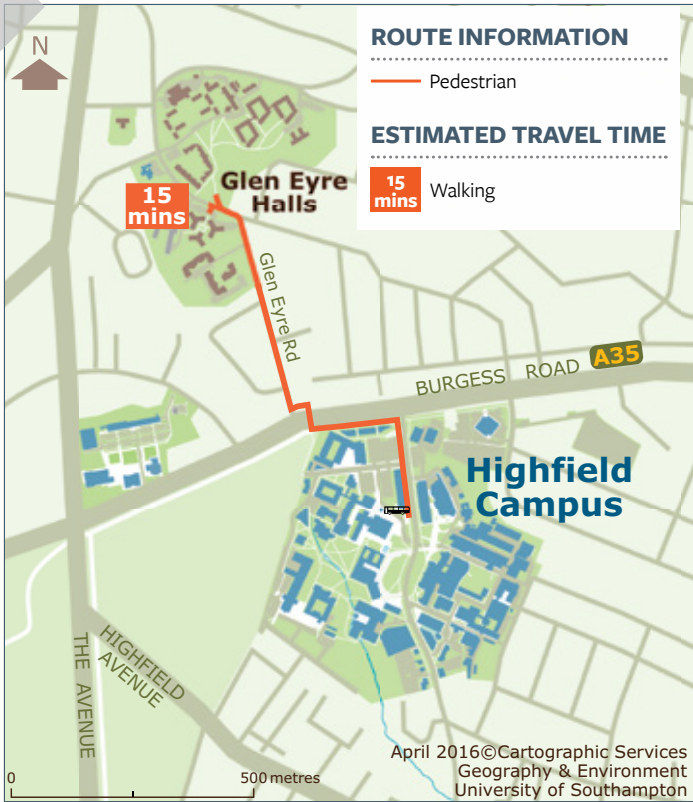 N
ROUTE INFORMATION
Pedestrian
ESTIMATED TRAVEL TIME
15
mins
Walking
15
mins
Glen Eyre
Halls
Glen Eyre Rd
BURGESS ROAD
A35
Highfield
Campus
HIGHFIELD
AVENUE
THE AVENUE
April 2016©Cartographic Services
Geography & Environment
University of Southampton
0
500 metres